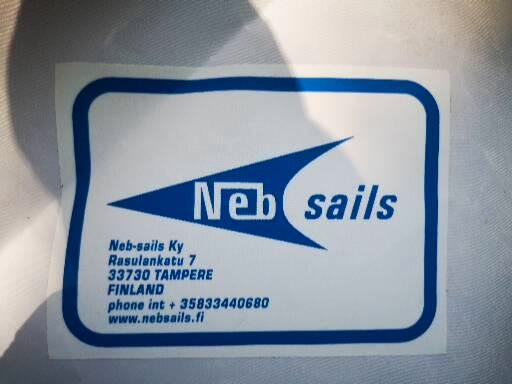 Neb sails
Neb-sails Ky
Rasulankatu 7
33730 TAMPERE
FINLAND
phone int + 35833440680
www.nebsails.fi